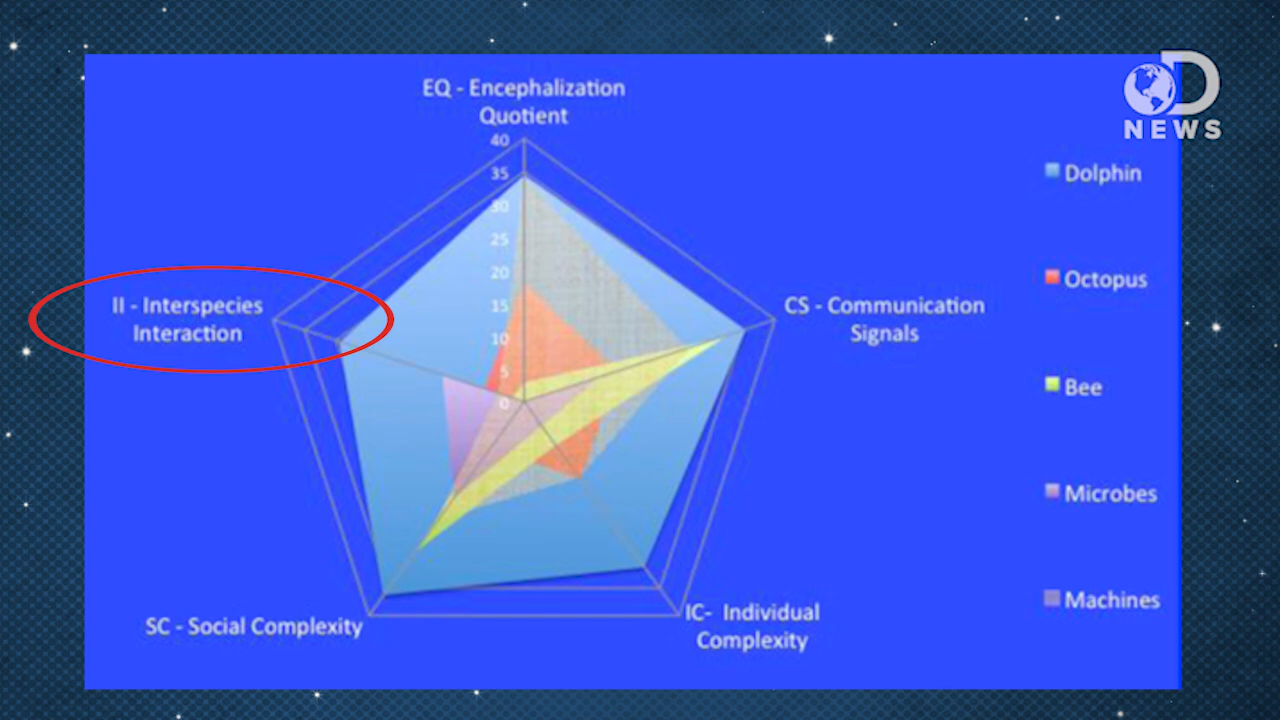 D
NEWS
EQ - Encephalization
Quotient
40
35
30
25
20
15
10
5
0
II - Interspecies
Interaction
CS - Communication
Signals
SC - Social Complexity
IC- Individual
Complexity
Dolphin
Octopus
Bee
Microbes
Machines